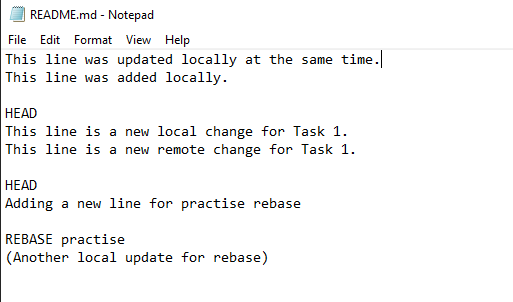 README.md - Notepad
File Edit Format View Help
This line was updated locally at the same time.
This line was added locally.
HEAD
This line is a new local change for Task 1.
This line is a new remote change for Task 1.
HEAD
Adding a new line for practise rebase
REBASE practise
(Another local update for rebase)